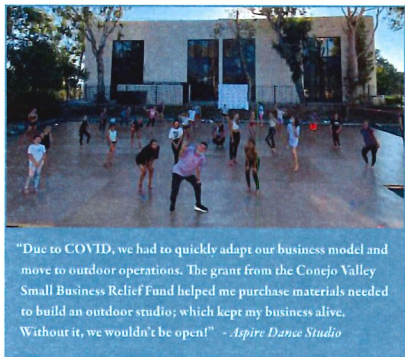 “Due to COVID, we had to quickly adapt our business model and
move to outdoor operations. The grant from the Conejo Valley
Small Business Relief Fund helped me purchase materials needed
to build an outdoor studio; which kept my business alive.
Without it, we wouldn't be open!” - Aspire Dance Studio